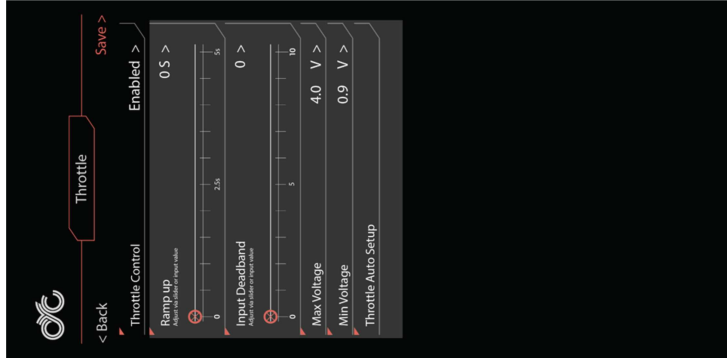 Throttle
< Back
Save >
Throttle Control
Enabled >
Ramp up
0 S >
Adjust via slider or input value
0
2.5s
5s
Input Deadband
0 >
Adjust via slider or input value
0
5
10
Max Voltage
4.0 V >
Min Voltage
0.9 V >
Throttle Auto Setup